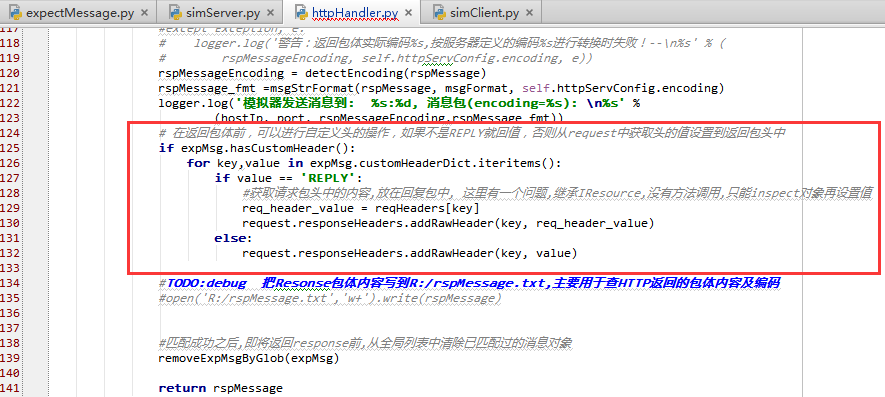 expectMessage.py × simServer.py × httpHandler.py × simClient.py ×
117 #except Exception, e:
118 # logger.log('警告：返回包体实际编码%s,按服务器定义的编码%s进行转换时失败！--\n%s' % (
119 # rspMessageEncoding, self.httpServConfig.encoding, e))
120 rspMessageEncoding = detectEncoding(rspMessage)
121 rspMessage_fmt =msgStrFormat(rspMessage, msgFormat, self.httpServConfig.encoding)
122 logger.log('模拟器发送消息到： %s:%d, 消息包(encoding=%s): \n%s' %
123 (hostIp, port, rspMessageEncoding,rspMessage_fmt))
124 # 在返回包体前，可以进行自定义头的操作，如果不是REPLY就回值，否则从request中获取头的值设置到返回包头中
125 if expMsg.hasCustomHeader():
126 for key,value in expMsg.customHeaderDict.iteritems():
127 if value == 'REPLY':
128 #获取请求包头中的内容,放在回复包中, 这里有一个问题,继承IResource,没有方法调用,只能inspect对象再设置值
129 req_header_value = reqHeaders[key]
130 request.responseHeaders.addRawHeader(key, req_header_value)
131 else:
132 request.responseHeaders.addRawHeader(key, value)
133
134 #TODO:debug 把Resonse包体内容写到R:/rspMessage.txt,主要用于查HTTP返回的包体内容及编码
135 #open('R:/rspMessage.txt','w+').write(rspMessage)
136
137
138 #匹配成功之后,即将返回response前,从全局列表中清除已匹配过的消息对象
139 removeExpMsgByGlob(expMsg)
140
141 return rspMessage